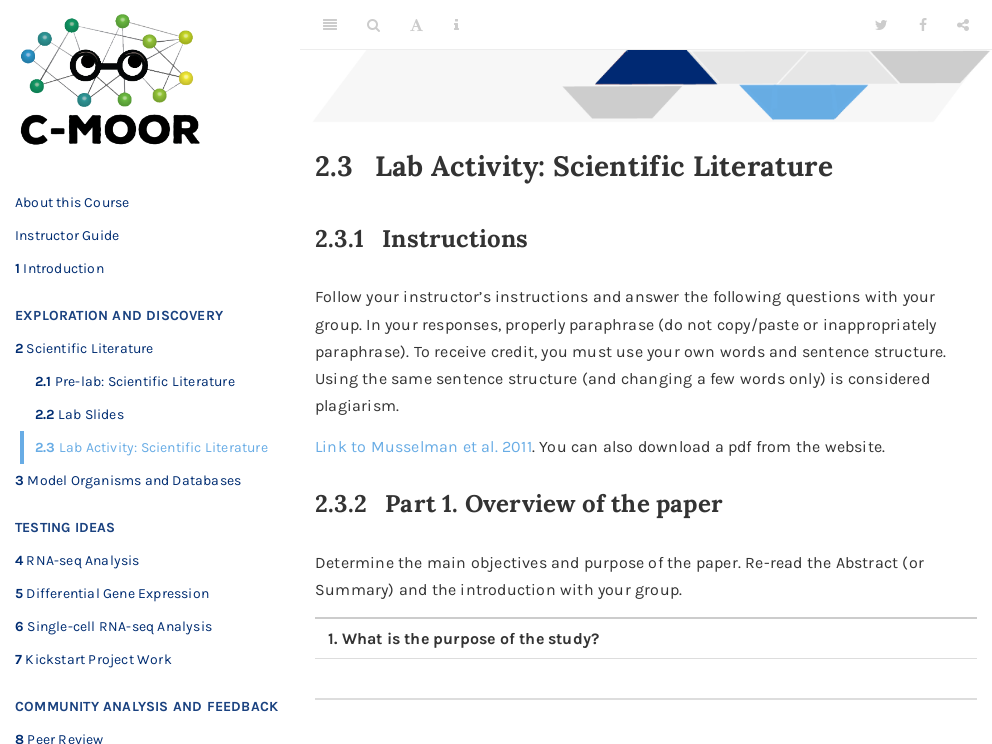 C-MOOR
About this Course
Instructor Guide
1 Introduction
EXPLORATION AND DISCOVERY
2 Scientific Literature
2.1 Pre-lab: Scientific Literature
2.2 Lab Slides
2.3 Lab Activity: Scientific Literature
3 Model Organisms and Databases
TESTING IDEAS
4 RNA-seq Analysis
5 Differential Gene Expression
6 Single-cell RNA-seq Analysis
7 Kickstart Project Work
COMMUNITY ANALYSIS AND FEEDBACK
8 Peer Review
A
2.3 Lab Activity: Scientific Literature
2.3.1 Instructions
Follow your instructor’s instructions and answer the following questions with your
group. In your responses, properly paraphrase (do not copy/paste or inappropriately
paraphrase). To receive credit, you must use your own words and sentence structure.
Using the same sentence structure (and changing a few words only) is considered
plagiarism.
Link to Musselman et al. 2011. You can also download a pdf from the website.
2.3.2 Part 1. Overview of the paper
Determine the main objectives and purpose of the paper. Re-read the Abstract (or
Summary) and the introduction with your group.
1. What is the purpose of the study?